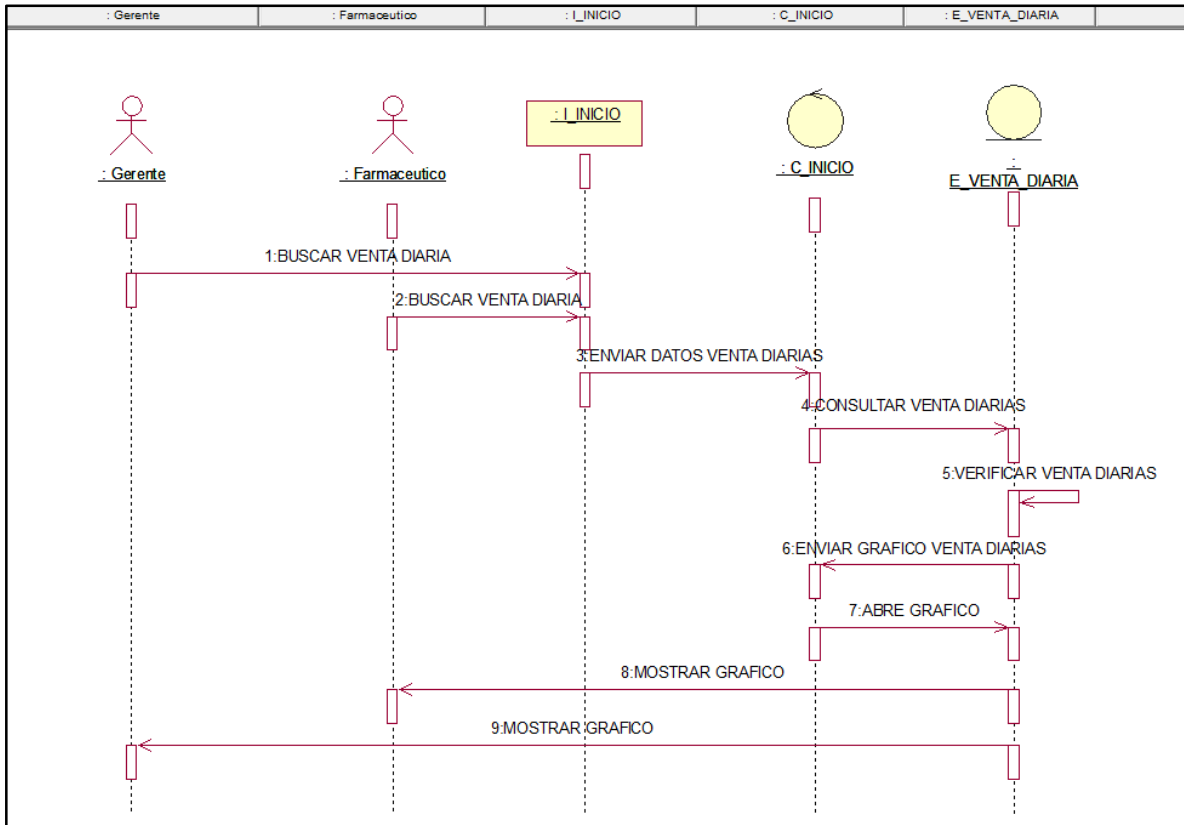 : Gerente
: Farmaceutico
: I_INICIO
: C_INICIO
: E_VENTA_DIARIA
: I_INICIO
: Gerente
: Farmaceutico
: C_INICIO
:
E_VENTA_DIARIA
1:BUSCAR VENTA DIARIA
2:BUSCAR VENTA DIARIA
3:ENVIAR DATOS VENTA DIARIAS
4:CONSULTAR VENTA DIARIAS
5:VERIFICAR VENTA DIARIAS
6:ENVIAR GRAFICO VENTA DIARIAS
7:ABRE GRAFICO
8:MOSTRAR GRAFICO
9:MOSTRAR GRAFICO